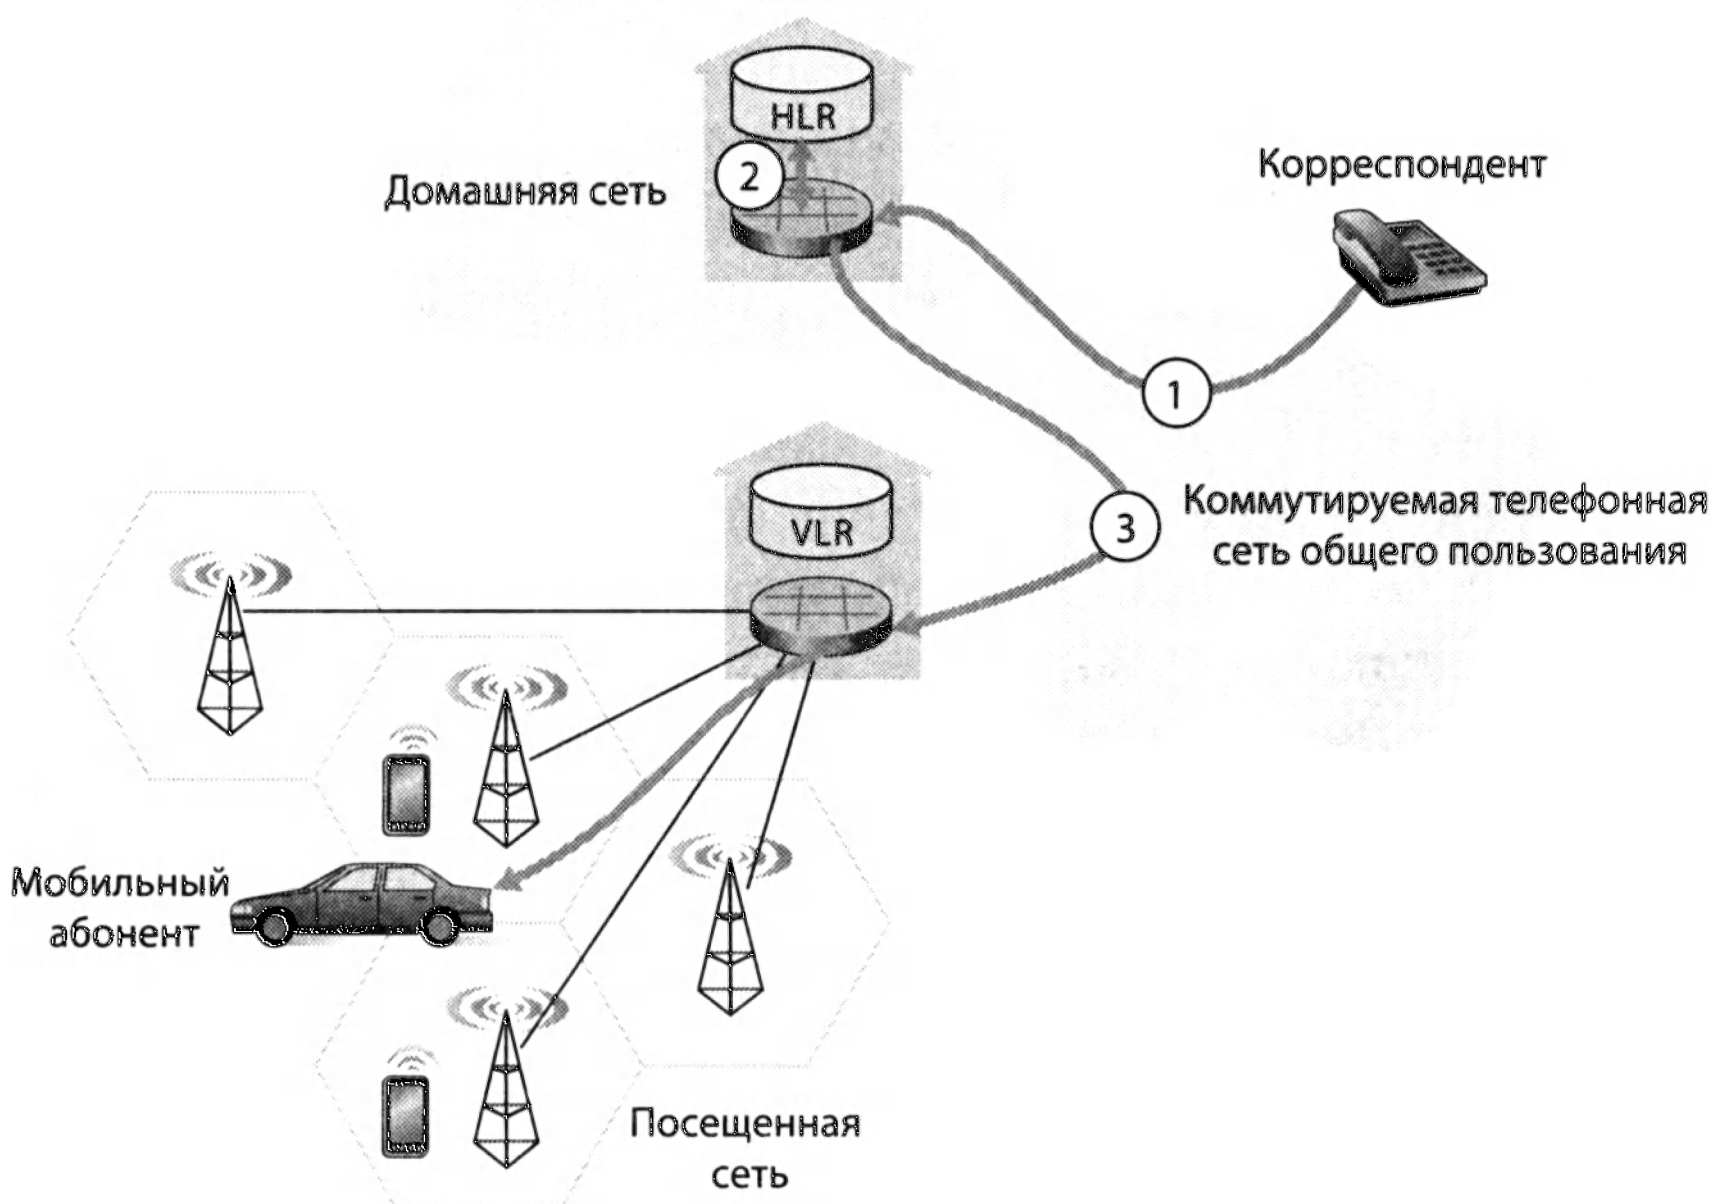 HLR
2
Домашняя сеть
Корреспондент
1
VLR
3
Коммутируемая телефонная
сеть общего пользования
Мобильный
абонент
Посещенная
сеть